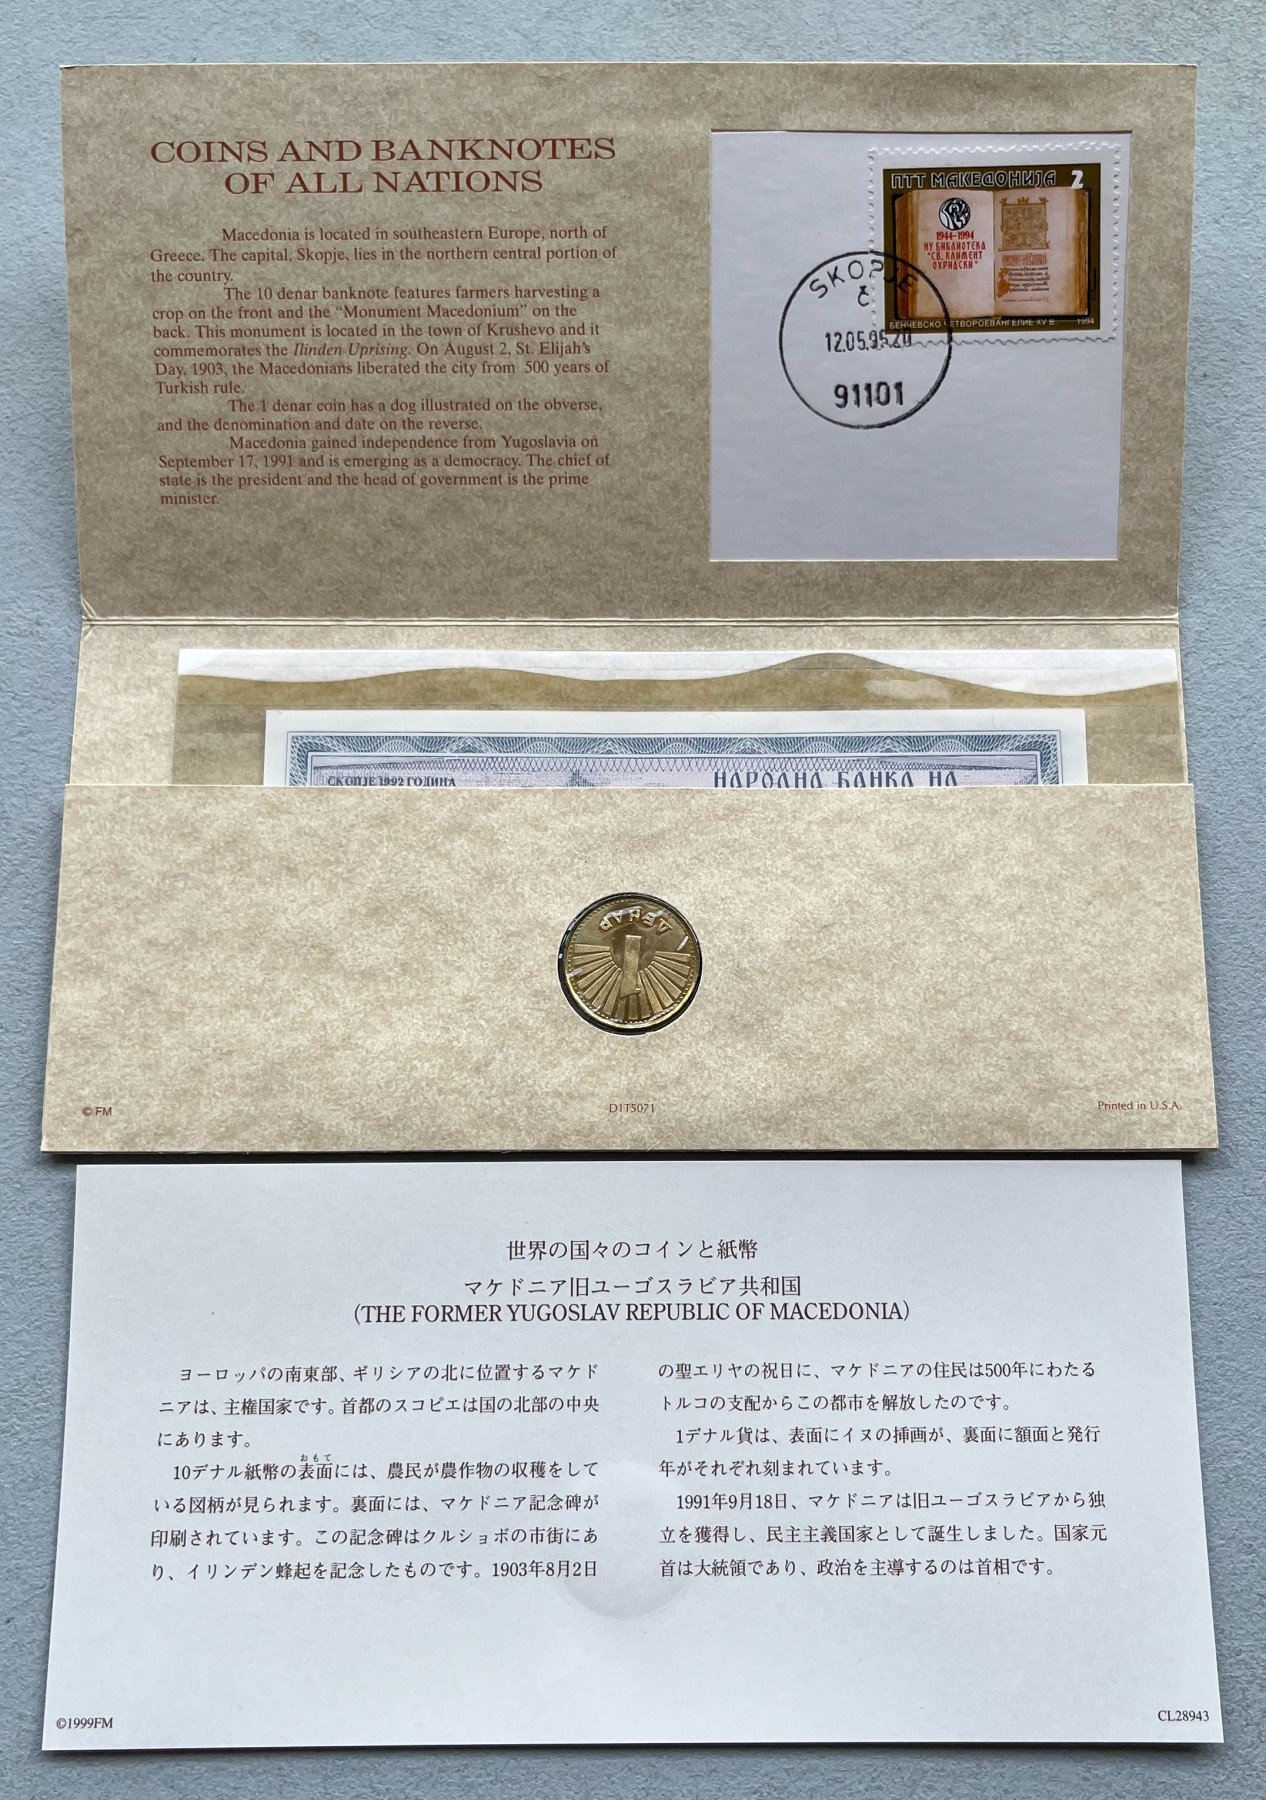 COINS AND BANKNOTES
OF ALL NATIONS
Macedonia is located in southeastern Europe, north of
Greece. The capital, Skopje, lies in the northern central portion of
the country.
The 10 denar banknote features farmers harvesting a
crop on the front and the “Monument Macedonium” on the
back. This monument is located in the town of Krushevo and it
commemorates the Ilinden Uprising. On August 2, St. Elijah's
Day, 1903, the Macedonians liberated the city from 500 years of
Turkish rule.
The 1 denar coin has a dog illustrated on the obverse,
and the denomination and date on the reverse.
Macedonia gained independence from Yugoslavia on
September 17, 1991 and is emerging as a democracy. The chief of
state is the president and the head of government is the prime
minister.
ПТТ МАКЕДОНИЈА 2
1944-1994
НУ БИБЛИОТЕКА
"СВ. КЛИМЕНТ
ОХРИДСКИ"
БЕНЧЕВСКО ЧЕТВОРОЕВАНГЕЛИЕ XV В. 1994
SKOPJE
č
12.05.95.20
91101
СКОПЈЕ 1992 ГОДИНА
НАРОДНА БАНКА НА
ДЕНАР
1
© FM
D1T5071
Printed in U.S.A.
世界の国々のコインと紙幣
マケドニア旧ユーゴスラビア共和国
(THE FORMER YUGOSLAV REPUBLIC OF MACEDONIA)
ヨーロッパの南東部、ギリシアの北に位置するマケド
ニアは、主権国家です。首都のスコピエは国の北部の中央
にあります。
おもて
10デナル紙幣の表面には、農民が農作物の収穫をして
いる図柄が見られます。裏面には、マケドニア記念碑が
印刷されています。この記念碑はクルショボの市街にあ
り、イリンデン蜂起を記念したものです。1903年8月2日
の聖エリヤの祝日に、マケドニアの住民は500年にわたる
トルコの支配からこの都市を解放したのです。
1デナル貨は、表面にイヌの挿画が、裏面に額面と発行
年がそれぞれ刻まれています。
1991年9月18日、マケドニアは旧ユーゴスラビアから独
立を獲得し、民主主義国家として誕生しました。国家元
首は大統領であり、政治を主導するのは首相です。
©1999FM
CL28943